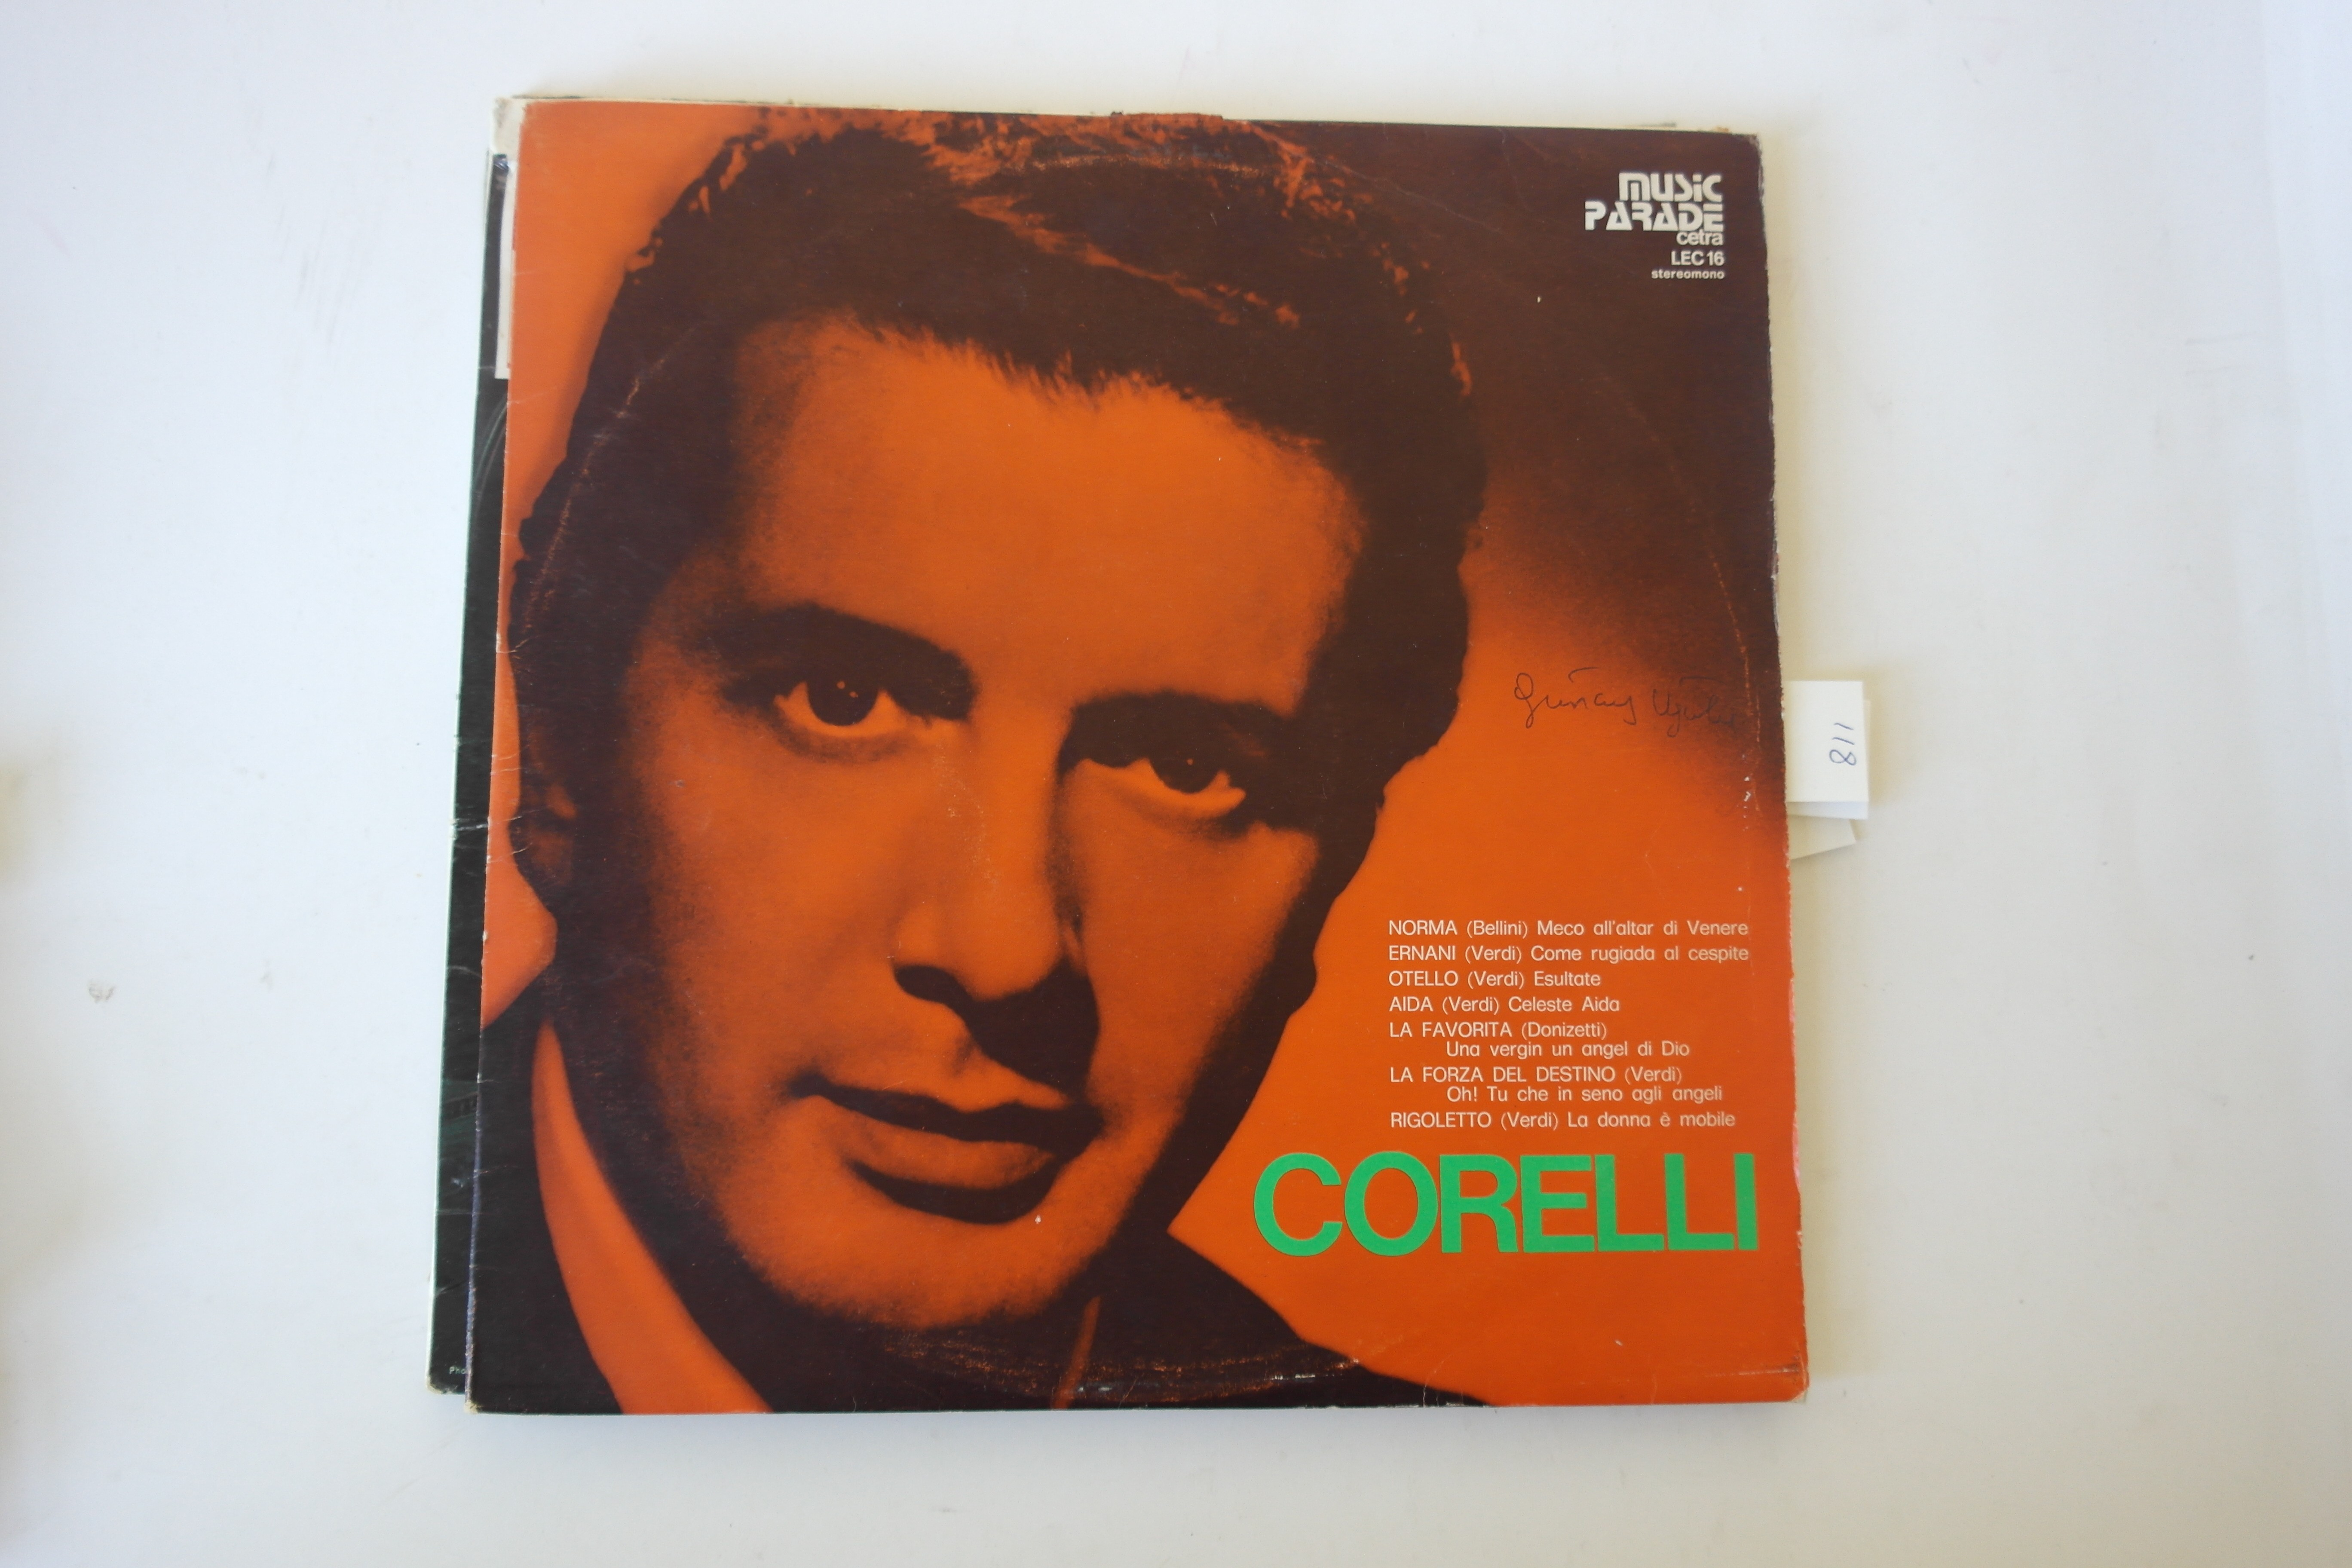 music
PARADE
cetra
LEC 16
stereomono
811
NORMA (Bellini) Meco all'altar di Venere
ERNANI (Verdi) Come rugiada al cespite
OTELLO (Verdi) Esultate
AIDA (Verdi) Celeste Aida
LA FAVORITA (Donizetti)
Una vergin un angel di Dio
LA FORZA DEL DESTINO (Verdi)
Oh! Tu che in seno agli angeli
RIGOLETTO (Verdi) La donna è mobile
CORELLI